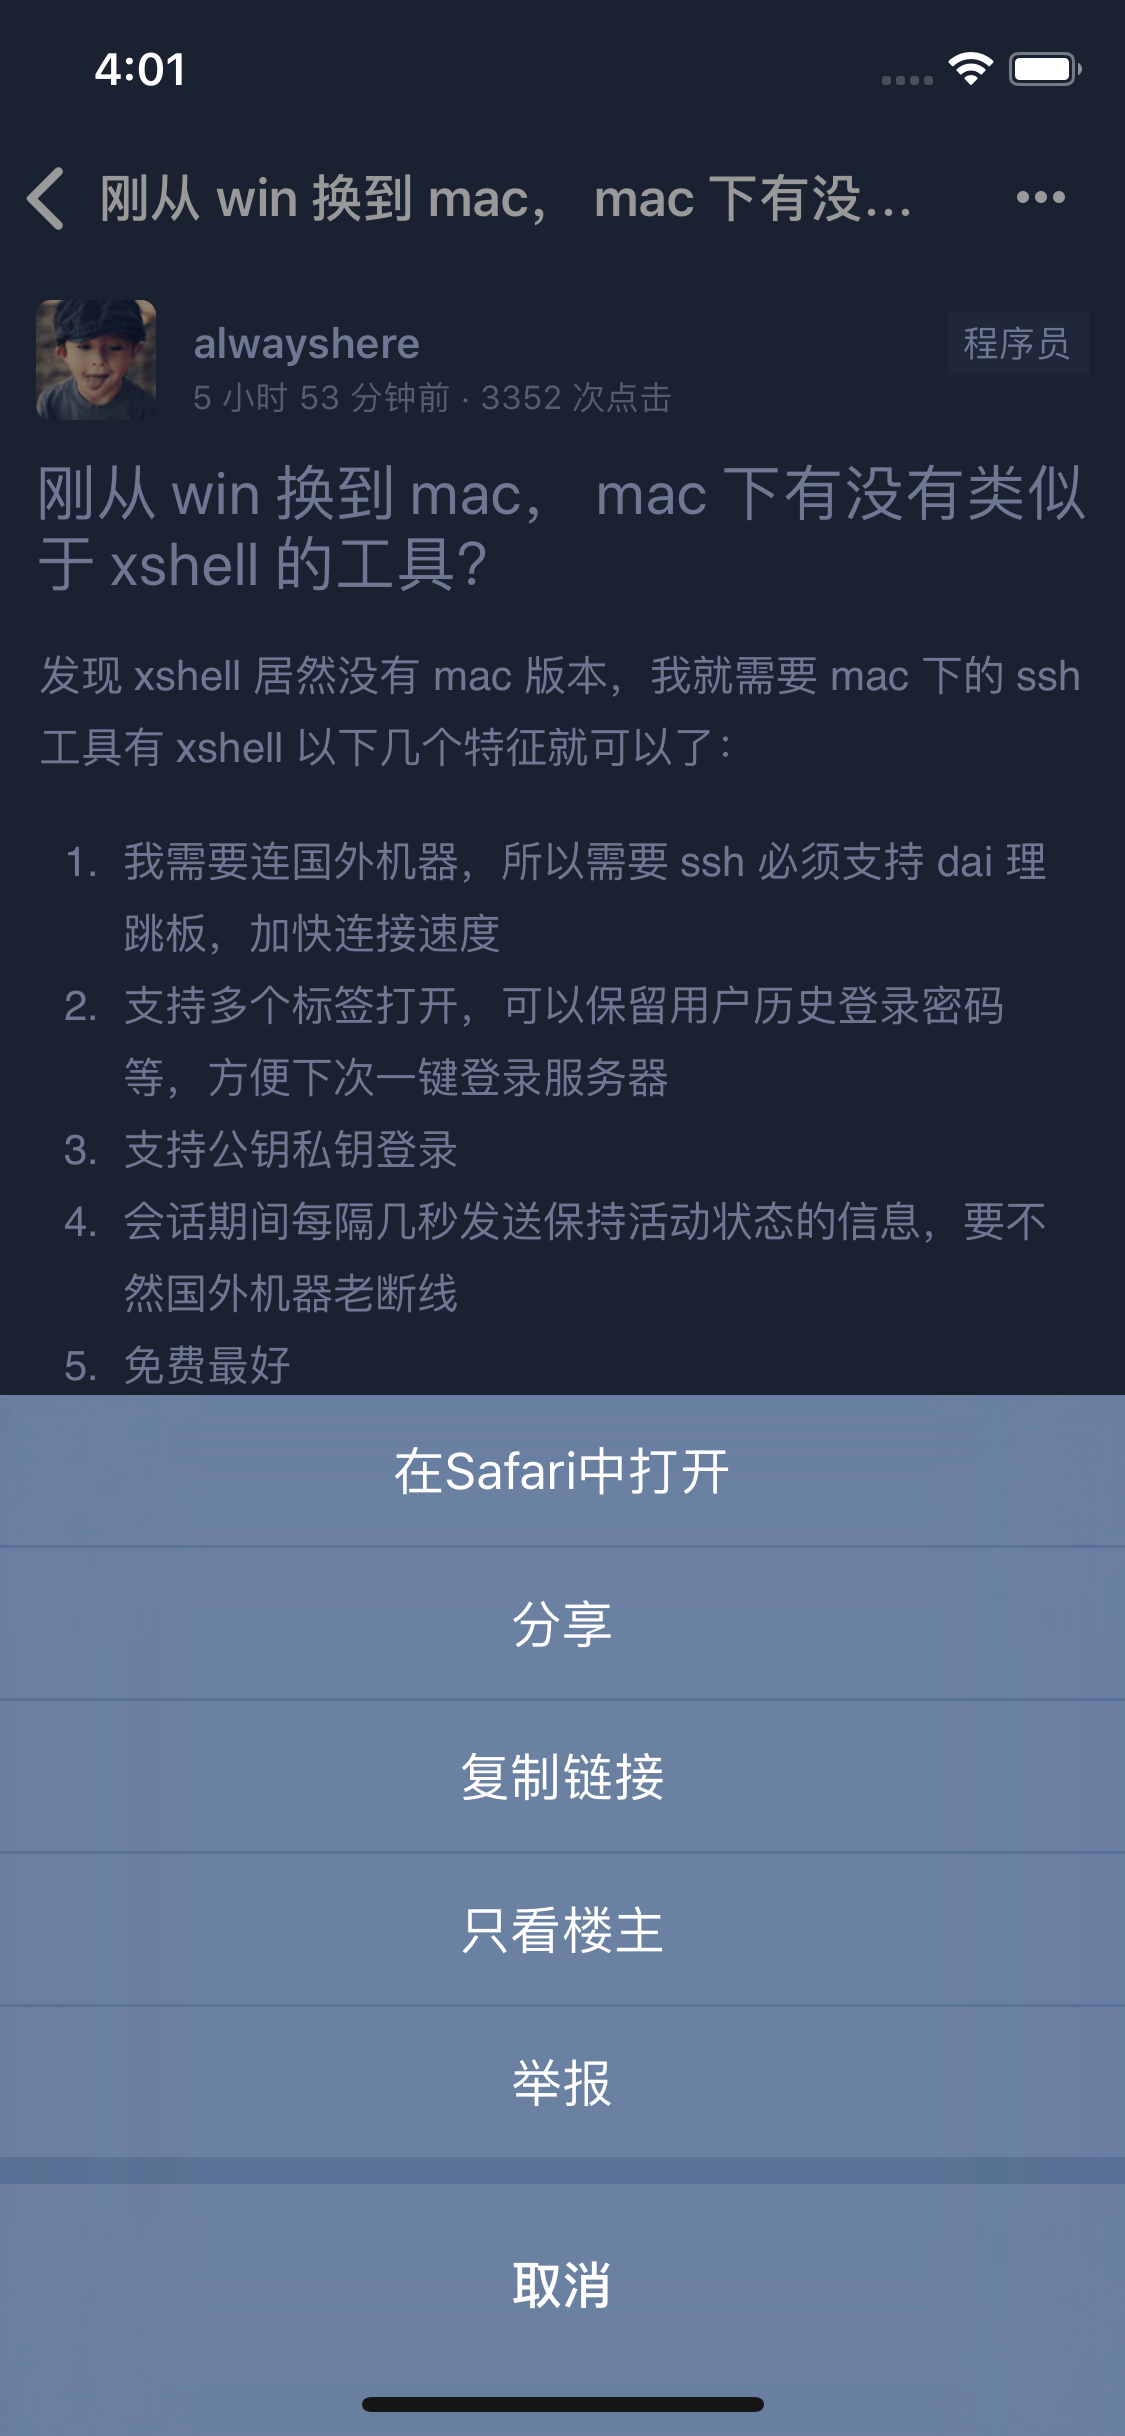 4:01
刚从 win 换到 mac， mac 下有没...
alwayshere
程序员
5 小时 53 分钟前 · 3352 次点击
刚从 win 换到 mac， mac 下有没有类似
于 xshell 的工具?
发现 xshell 居然没有 mac 版本，我就需要 mac 下的 ssh
工具有 xshell 以下几个特征就可以了：
1. 我需要连国外机器，所以需要 ssh 必须支持 dai 理
跳板，加快连接速度
2. 支持多个标签打开，可以保留用户历史登录密码
等，方便下次一键登录服务器
3. 支持公钥私钥登录
4. 会话期间每隔几秒发送保持活动状态的信息，要不
然国外机器老断线
5. 免费最好
在Safari中打开
分享
复制链接
只看楼主
举报
取消